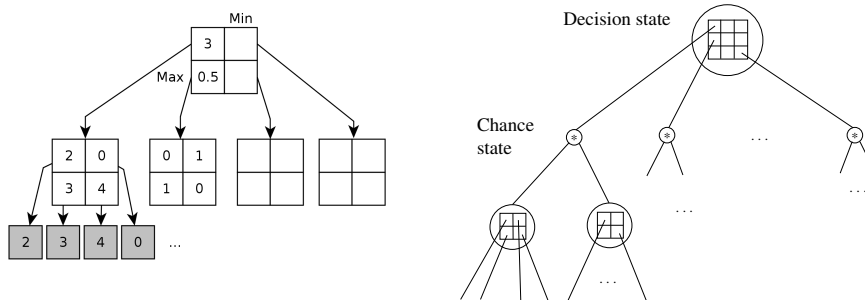 Min
3
Max 0.5
2 0
3 4
0 1
1 0
2 3 4 0 ...
Decision state
Chance
state
* * ... *
...
...
...